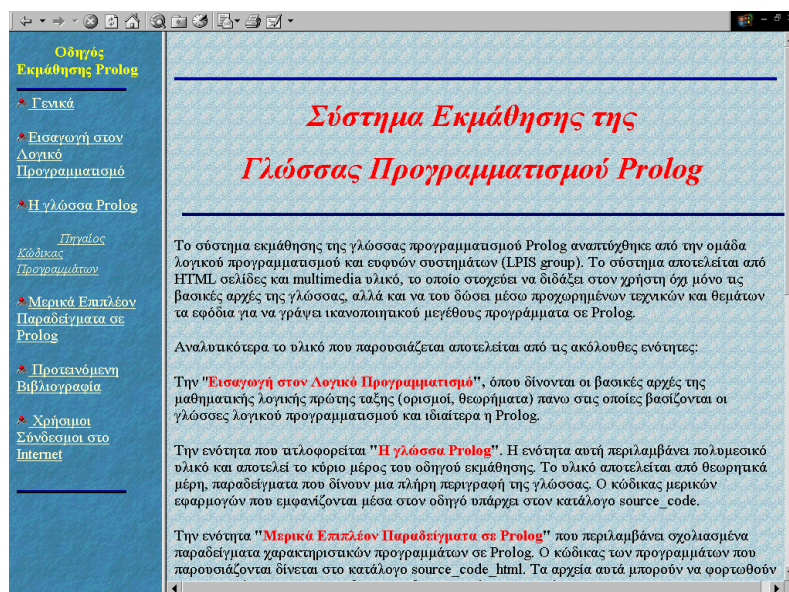 Οδηγός
Εκμάθησης Prolog
Γενικά
Εισαγωγή στον
Λογικό
Προγραμματισμό
Η γλώσσα Prolog
Πηγαίος
Κώδικας
Προγραμμάτων
Μερικά Επιπλέον
Παραδείγματα σε
Prolog
Προτεινόμενη
Βιβλιογραφία
Χρήσιμοι
Σύνδεσμοι στο
Internet
Σύστημα Εκμάθησης της
Γλώσσας Προγραμματισμού Prolog
Το σύστημα εκμάθησης της γλώσσας προγραμματισμού Prolog αναπτύχθηκε από την ομάδα
λογικού προγραμματισμού και ευφυών συστημάτων (LPIS group). Το σύστημα αποτελείται από
HTML σελίδες και multimedia υλικό, το οποίο στοχεύει να διδάξει στον χρήστη όχι μόνο τις
βασικές αρχές της γλώσσας, αλλά και να του δώσει μέσω προχωρημένων τεχνικών και θεμάτων
τα εφόδια για να γράψει ικανοποιητικού μεγέθους προγράμματα σε Prolog.
Αναλυτικότερα το υλικό που παρουσιάζεται αποτελείται από τις ακόλουθες ενότητες:
Την "Εισαγωγή στον Λογικό Προγραμματισμό", όπου δίνονται οι βασικές αρχές της
μαθηματικής λογικής πρώτης ταξης (ορισμοί, θεωρήματα) πανω στις οποίες βασίζονται οι
γλώσσες λογικού προγραμματισμού και ιδιαίτερα η Prolog.
Την ενότητα που τιτλοφορείται "Η γλώσσα Prolog". Η ενότητα αυτή περιλαμβάνει πολυμεσικό
υλικό και αποτελεί το κύριο μέρος του οδηγού εκμάθησης. Το υλικό αποτελείται από θεωρητικά
μέρη, παραδείγματα που δίνουν μια πλήρη περιγραφή της γλώσσας. Ο κώδικας μερικών
εφαρμογών που εμφανίζονται μέσα στον οδηγό υπάρχει στον κατάλογο source_code.
Την ενότητα "Μερικά Επιπλέον Παραδείγματα σε Prolog" που περιλαμβάνει σχολιασμένα
παραδείγματα χαρακτηριστικών προγραμμάτων σε Prolog. Ο κώδικας των προγραμμάτων που
παρουσιάζονται δίνεται στο κατάλογο source_code_html. Τα αρχεία αυτά μπορούν να φορτωθούν